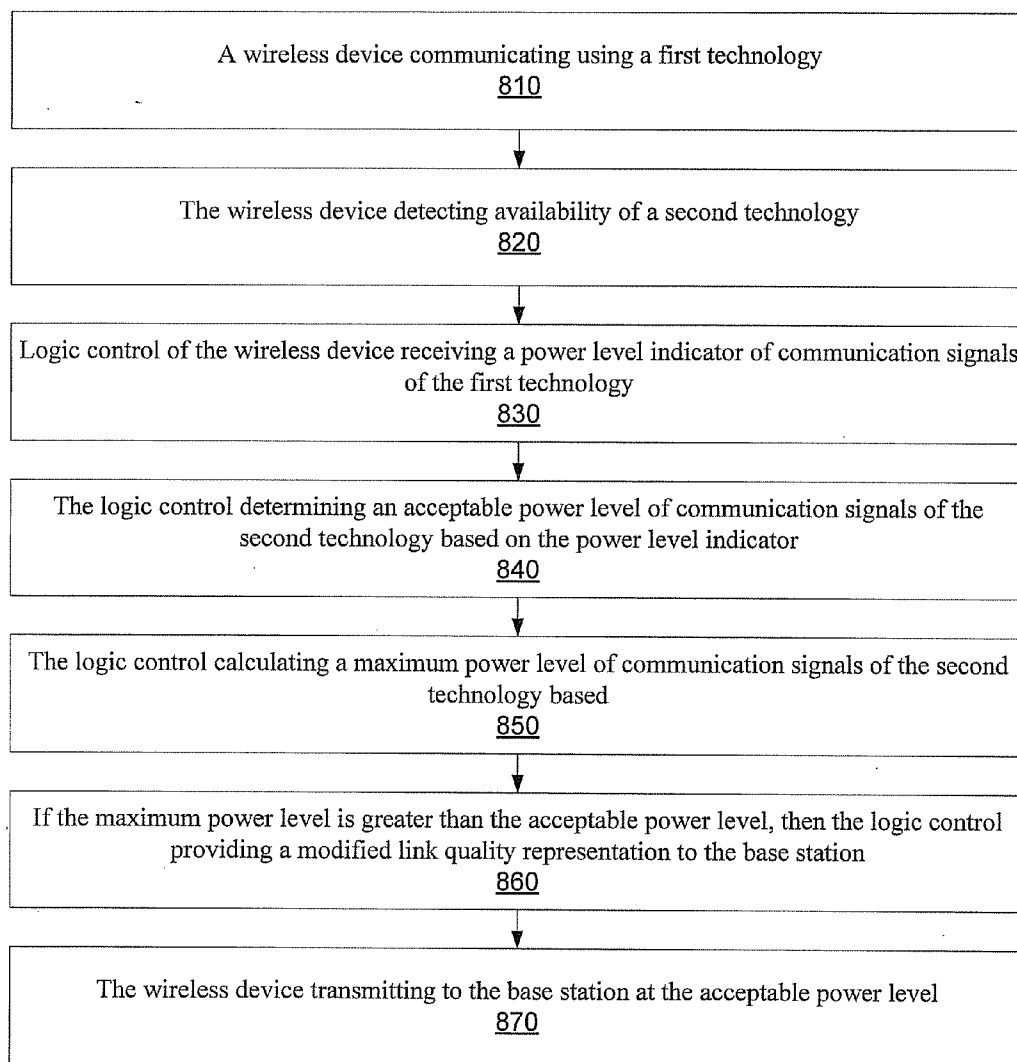 A wireless device communicating using a first technology
810
The wireless device detecting availability of a second technology
820
Logic control of the wireless device receiving a power level indicator of communication signals
of the first technology
830
The logic control determining an acceptable power level of communication signals of the
second technology based on the power level indicator
840
The logic control calculating a maximum power level of communication signals of the second
technology based
850
If the maximum power level is greater than the acceptable power level, then the logic control
providing a modified link quality representation to the base station
860
The wireless device transmitting to the base station at the acceptable power level
870